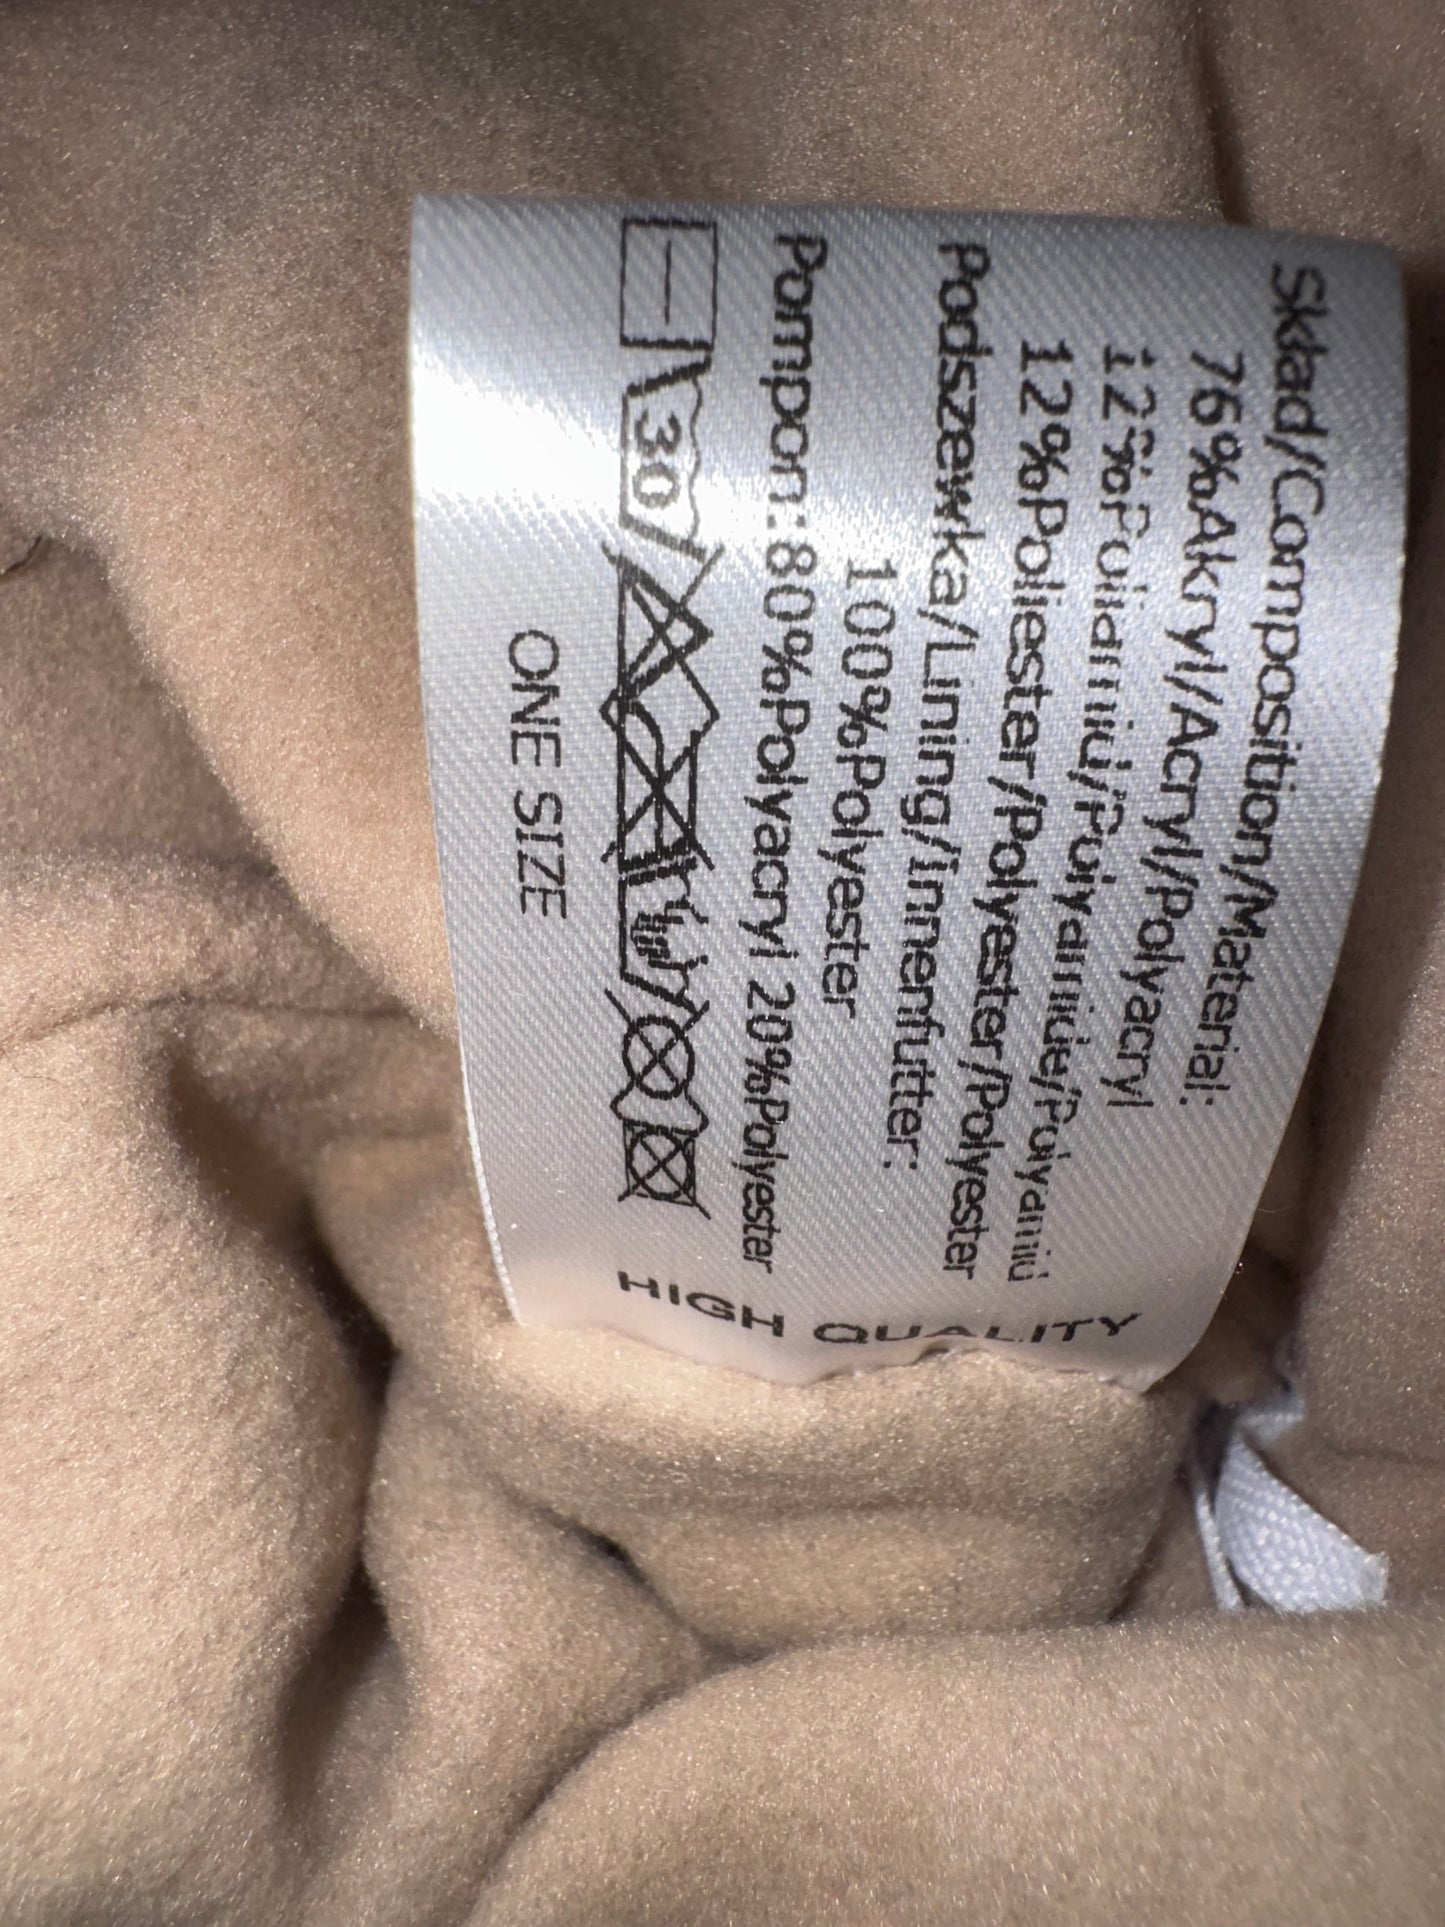 Skład/Composition/Material:
76%Akryl/Acryl/Polyacryl
12%Poliamid/Polyamide/Polyamid
12%Poliester/Polyester/Polyester
Podszewka/Lining/Innenfutter:
100%Polyester
Pompon:80%Polyacryl 20%Polyester
30
ONE SIZE
HIGH QUALITY